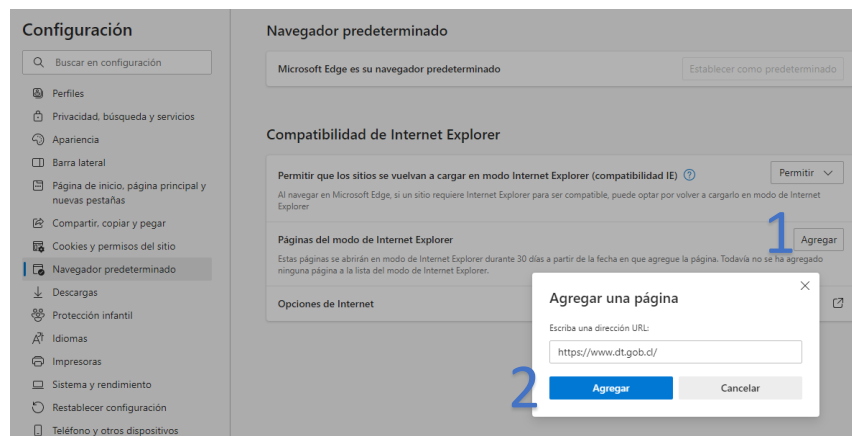 Configuración
Buscar en configuración
Perfiles
Privacidad, búsqueda y servicios
Apariencia
Barra lateral
Página de inicio, página principal y
nuevas pestañas
Compartir, copiar y pegar
Cookies y permisos del sitio
Navegador predeterminado
Descargas
Protección infantil
Idiomas
Impresoras
Sistema y rendimiento
Restablecer configuración
Teléfono y otros dispositivos
Navegador predeterminado
Microsoft Edge es su navegador predeterminado
Establecer como predeterminado
Compatibilidad de Internet Explorer
Permitir que los sitios se vuelvan a cargar en modo Internet Explorer (compatibilidad IE)
Permitir
Al navegar en Microsoft Edge, si un sitio requiere Internet Explorer para ser compatible, puede optar por volver a cargarlo en modo de Internet
Explorer
1
Páginas del modo de Internet Explorer
Agregar
Estas páginas se abrirán en modo de Internet Explorer durante 30 días a partir de la fecha en que agregue la página. Todavía no se ha agregado
ninguna página a la lista del modo de Internet Explorer.
Opciones de Internet
Agregar una página
Escriba una dirección URL:
https://www.dt.gob.cl/
2
Agregar
Cancelar